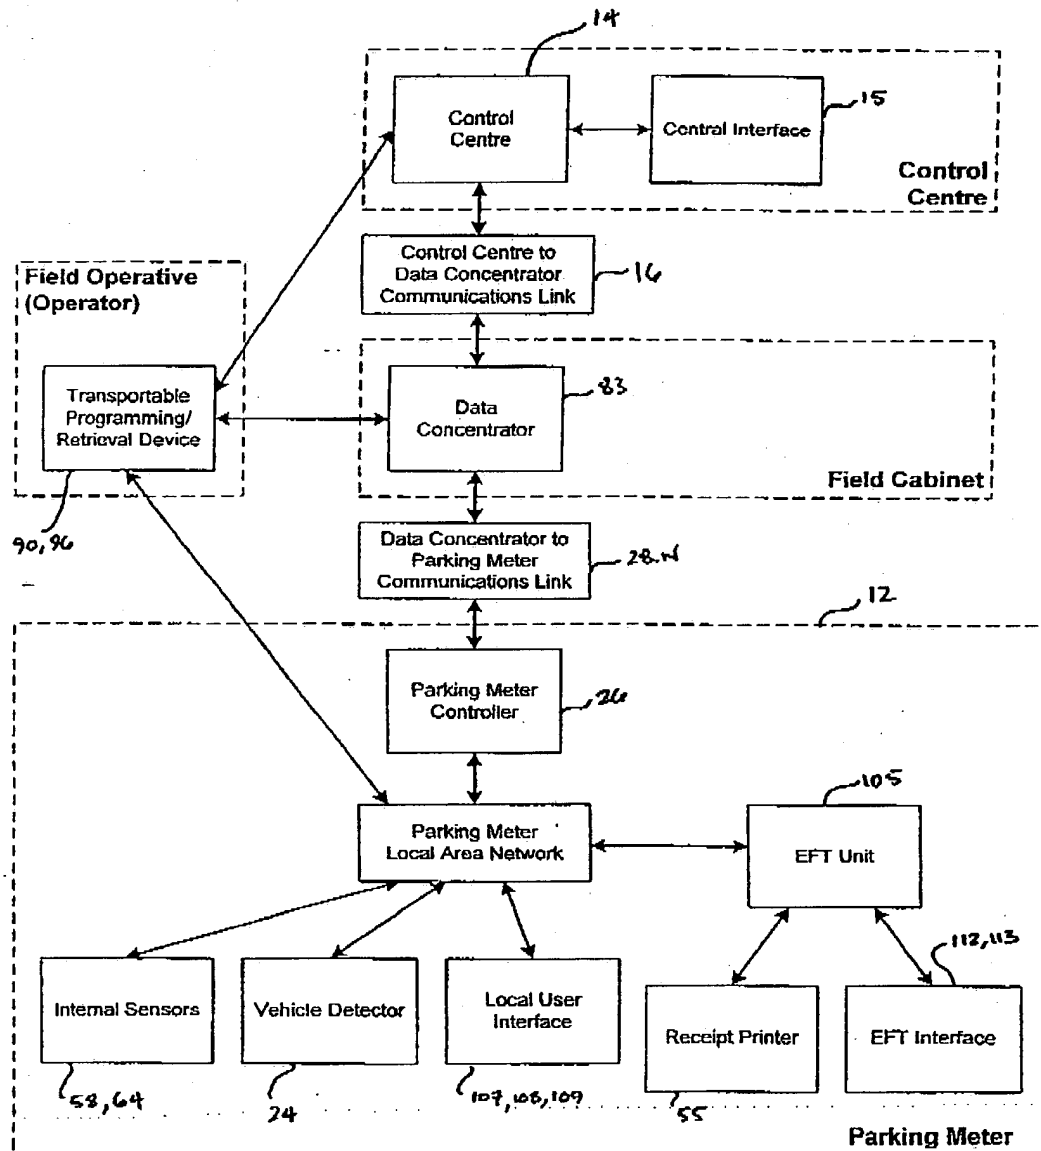 14
Control
Centre
Control Interface
15
Control
Centre
Control Centre to
Data Concentrator
Communications Link
16
Field Operative
(Operator)
Transportable
Programming/
Retrieval Device
90,96
Data
Concentrator
83
Field Cabinet
Data Concentrator to
Parking Meter
Communications Link
28.N
12
Parking Meter
Controller
26
Parking Meter
Local Area Network
105
EFT Unit
112,113
Internal Sensors
Vehicle Detector
Local User
Interface
Receipt Printer
EFT Interface
58,64
24
107,108,109
55
Parking Meter